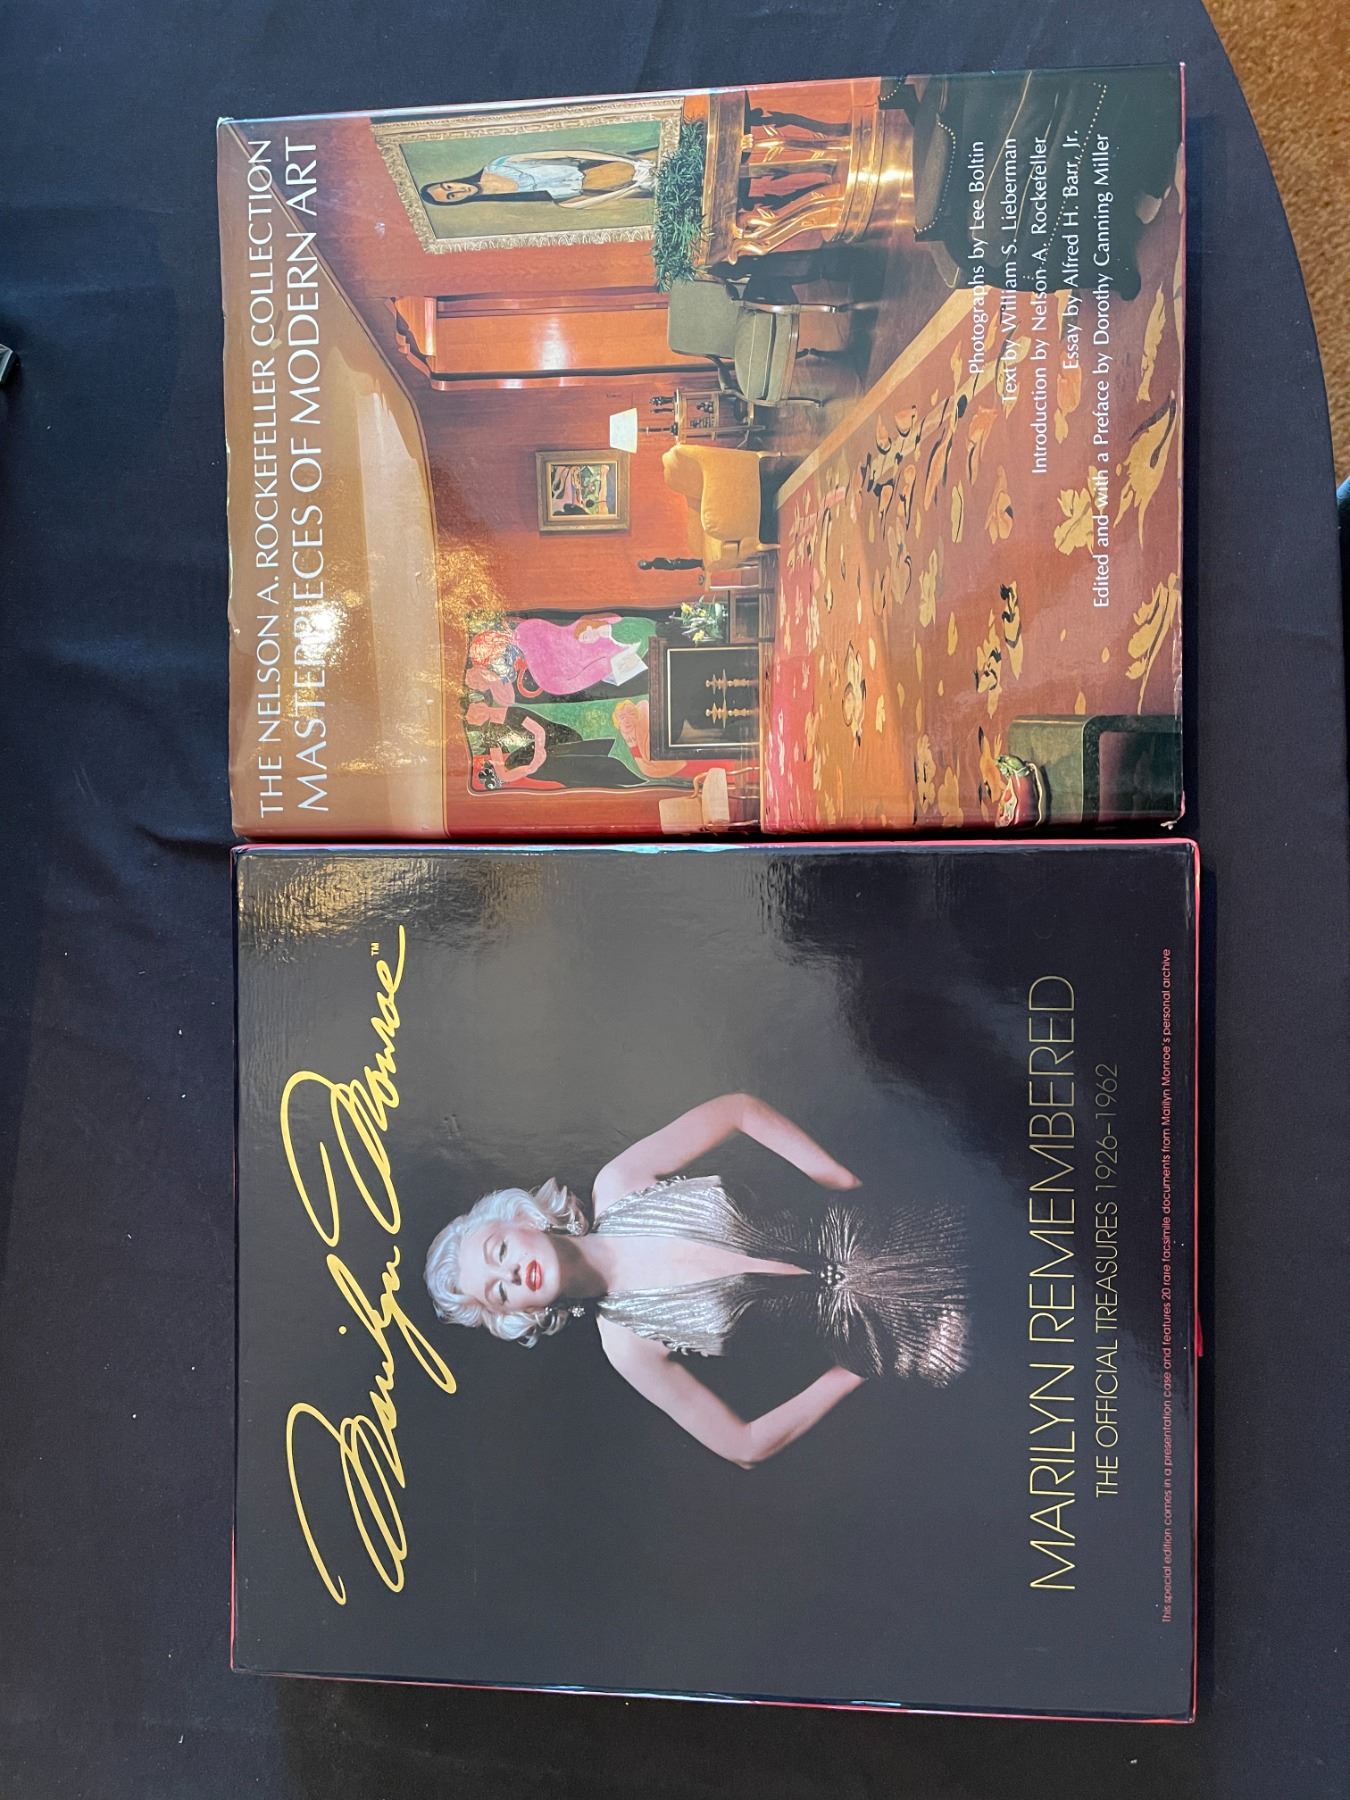 THE NELSON A. ROCKEFELLER COLLECTION
MASTERPIECES OF MODERN ART
Photographs by Lee Boltin
Text by William S. Lieberman
Introduction by Nelson A. Rockefeller
Essay by Alfred H. Barr, Jr.
Edited and with a Preface by Dorothy Canning Miller
Marilyn Monroe™
MARILYN REMEMBERED
THE OFFICIAL TREASURES 1926–1962
This special edition comes in a presentation case and features 20 rare facsimile documents from Marilyn Monroe's personal archive